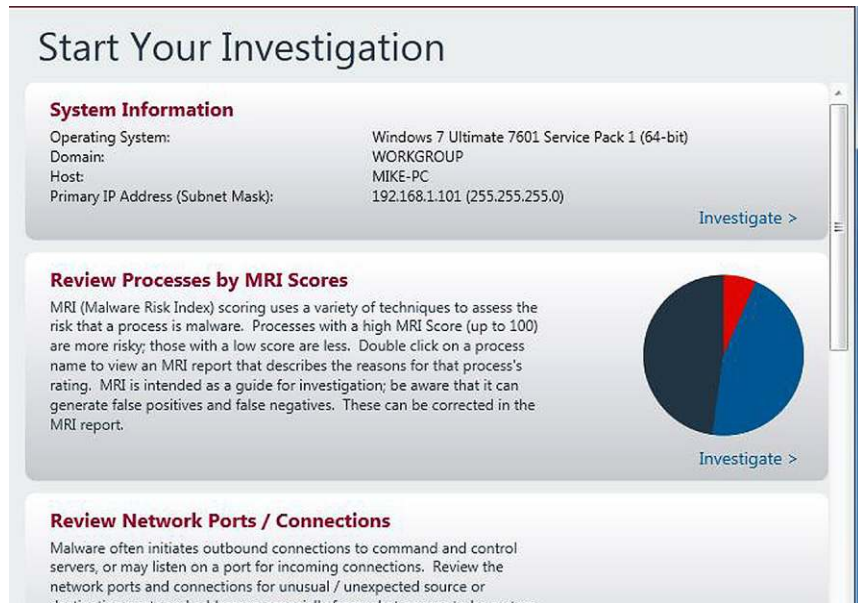 Start Your Investigation
System Information
Operating System: Windows 7 Ultimate 7601 Service Pack 1 (64-bit)
Domain: WORKGROUP
Host: MIKE-PC
Primary IP Address (Subnet Mask): 192.168.1.101 (255.255.255.0)
Investigate >
Review Processes by MRI Scores
MRI (Malware Risk Index) scoring uses a variety of techniques to assess the
risk that a process is malware. Processes with a high MRI Score (up to 100)
are more risky; those with a low score are less. Double click on a process
name to view an MRI report that describes the reasons for that process's
rating. MRI is intended as a guide for investigation; be aware that it can
generate false positives and false negatives. These can be corrected in the
MRI report.
Investigate >
Review Network Ports / Connections
Malware often initiates outbound connections to command and control
servers, or may listen on a port for incoming connections. Review the
network ports and connections for unusual / unexpected source or